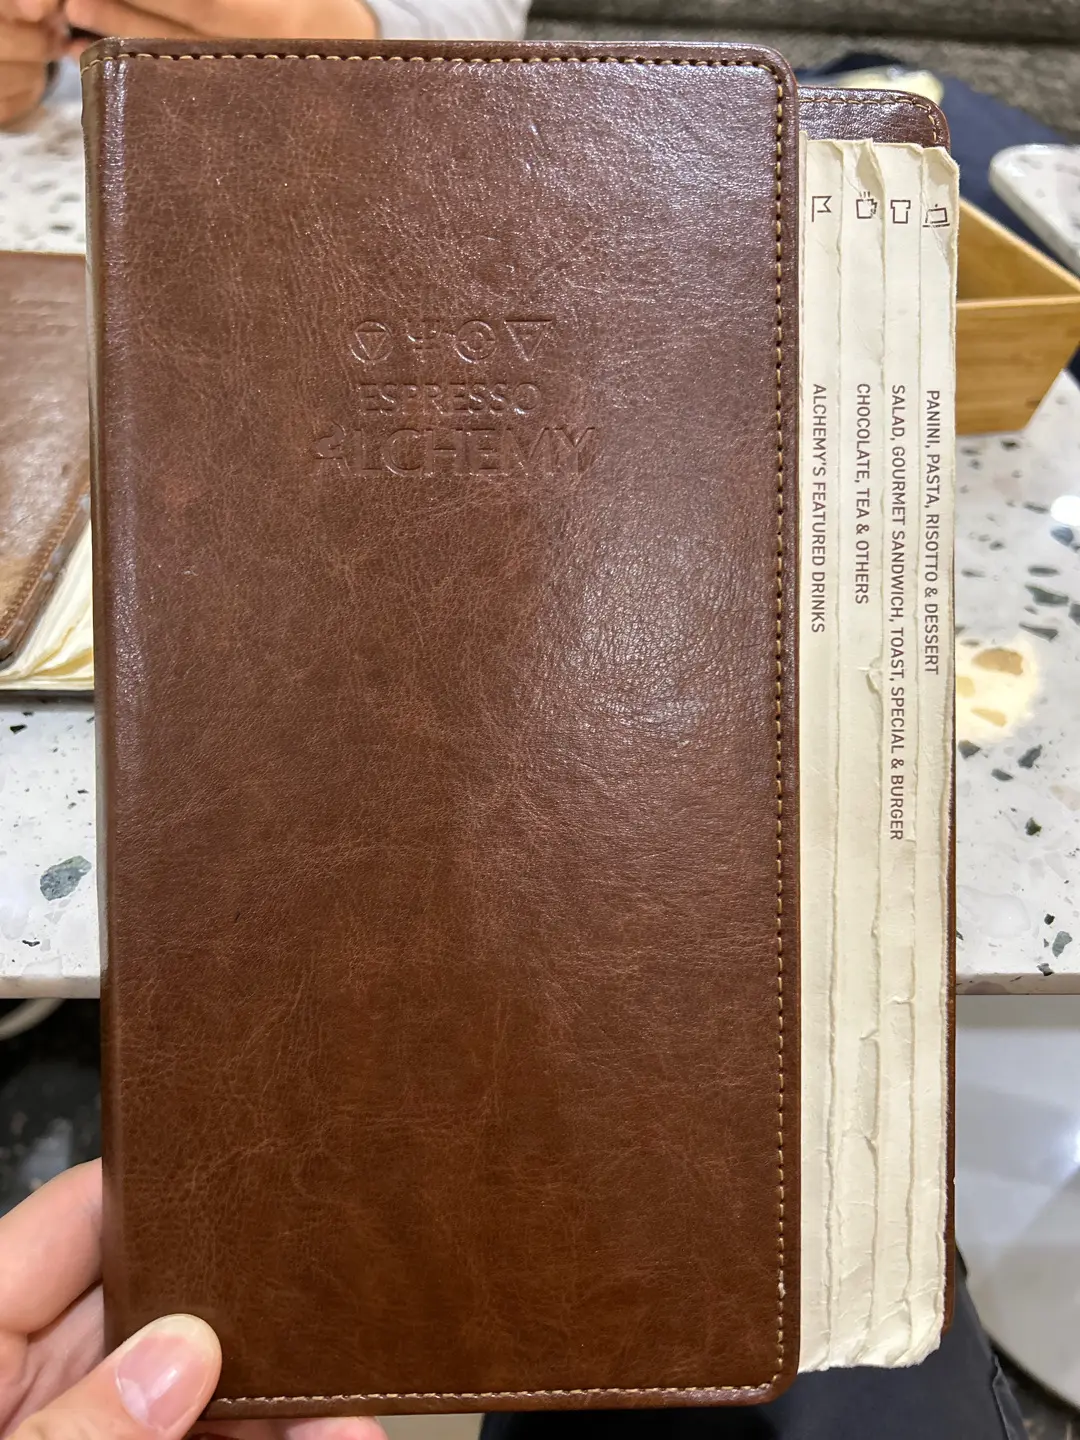 ESPRESSO
ALCHEMY
ALCHEMY'S FEATURED DRINKS
CHOCOLATE, TEA & OTHERS
SALAD, GOURMET SANDWICH, TOAST, SPECIAL & BURGER
PANINI, PASTA, RISOTTO & DESSERT